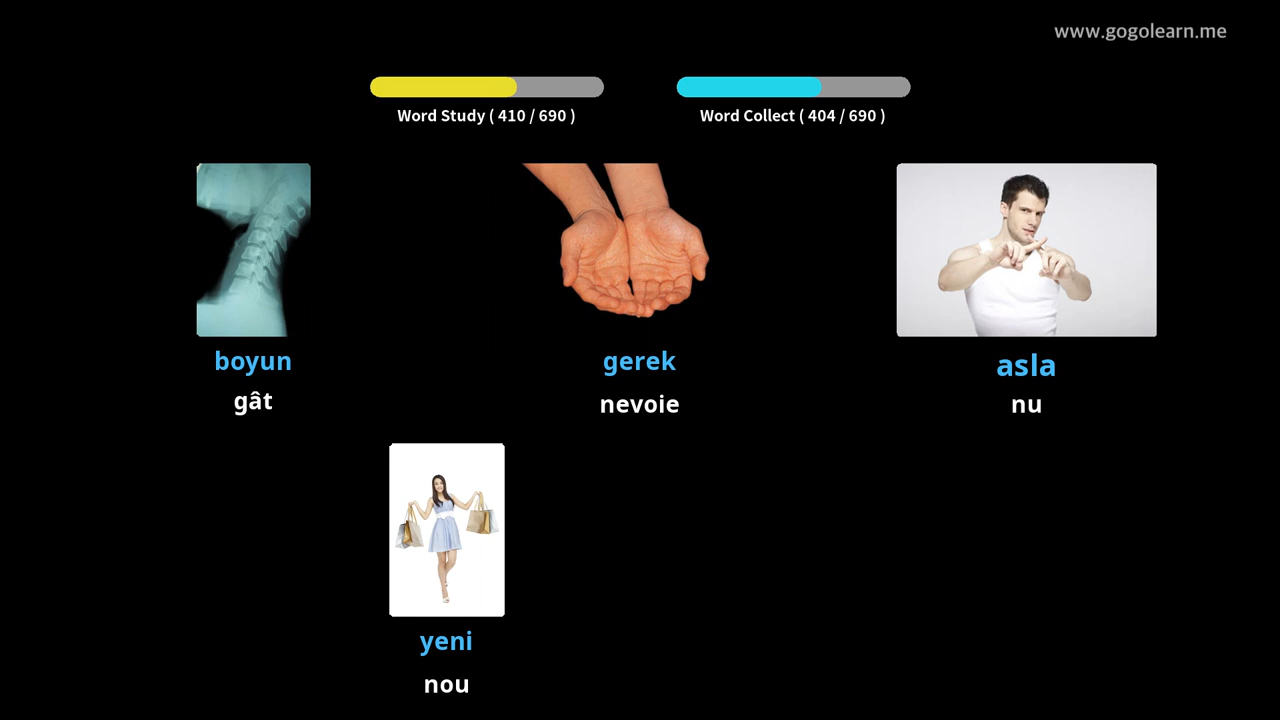 www.gogolearn.me
Word Study ( 410 / 690 )
Word Collect ( 404 / 690 )
boyun
gât
gerek
nevoie
asla
nu
yeni
nou